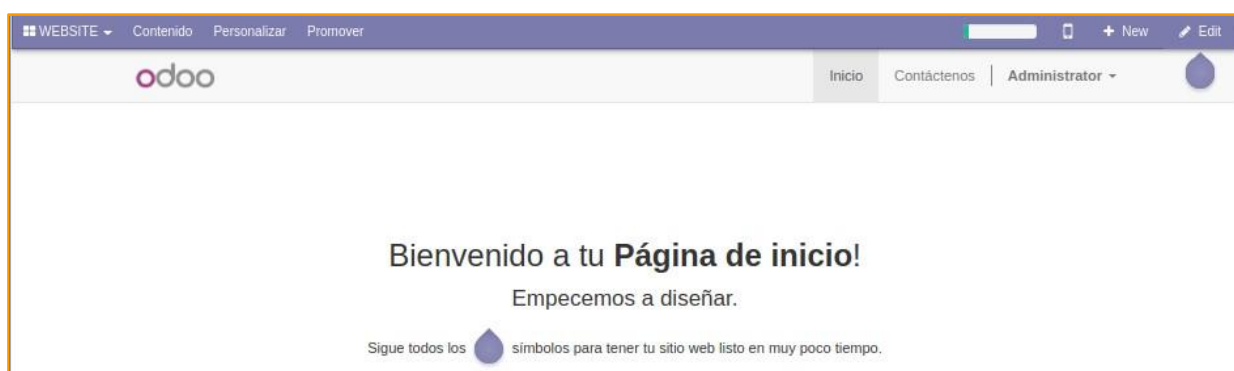 WEBSITE Contenido Personalizar Promover + New Edit
odoo Inicio Contáctenos Administrator
Bienvenido a tu Página de inicio!
Empecemos a diseñar.
Sigue todos los símbolos para tener tu sitio web listo en muy poco tiempo.